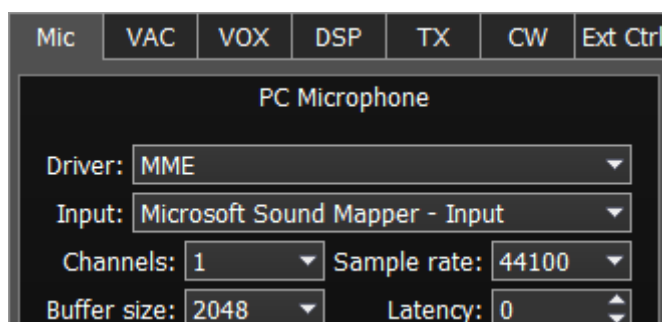 Mic VAC VOX DSP TX CW Ext Ctrl
PC Microphone
Driver: MME
Input: Microsoft Sound Mapper - Input
Channels: 1 Sample rate: 44100
Buffer size: 2048 Latency: 0